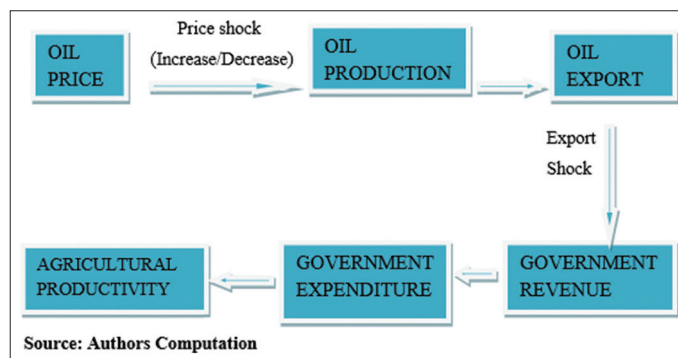 OIL
PRICE
Price shock
(Increase/Decrease)
OIL
PRODUCTION
OIL
EXPORT
Export
Shock
AGRICULTURAL
PRODUCTIVITY
GOVERNMENT
EXPENDITURE
GOVERNMENT
REVENUE
Source: Authors Computation